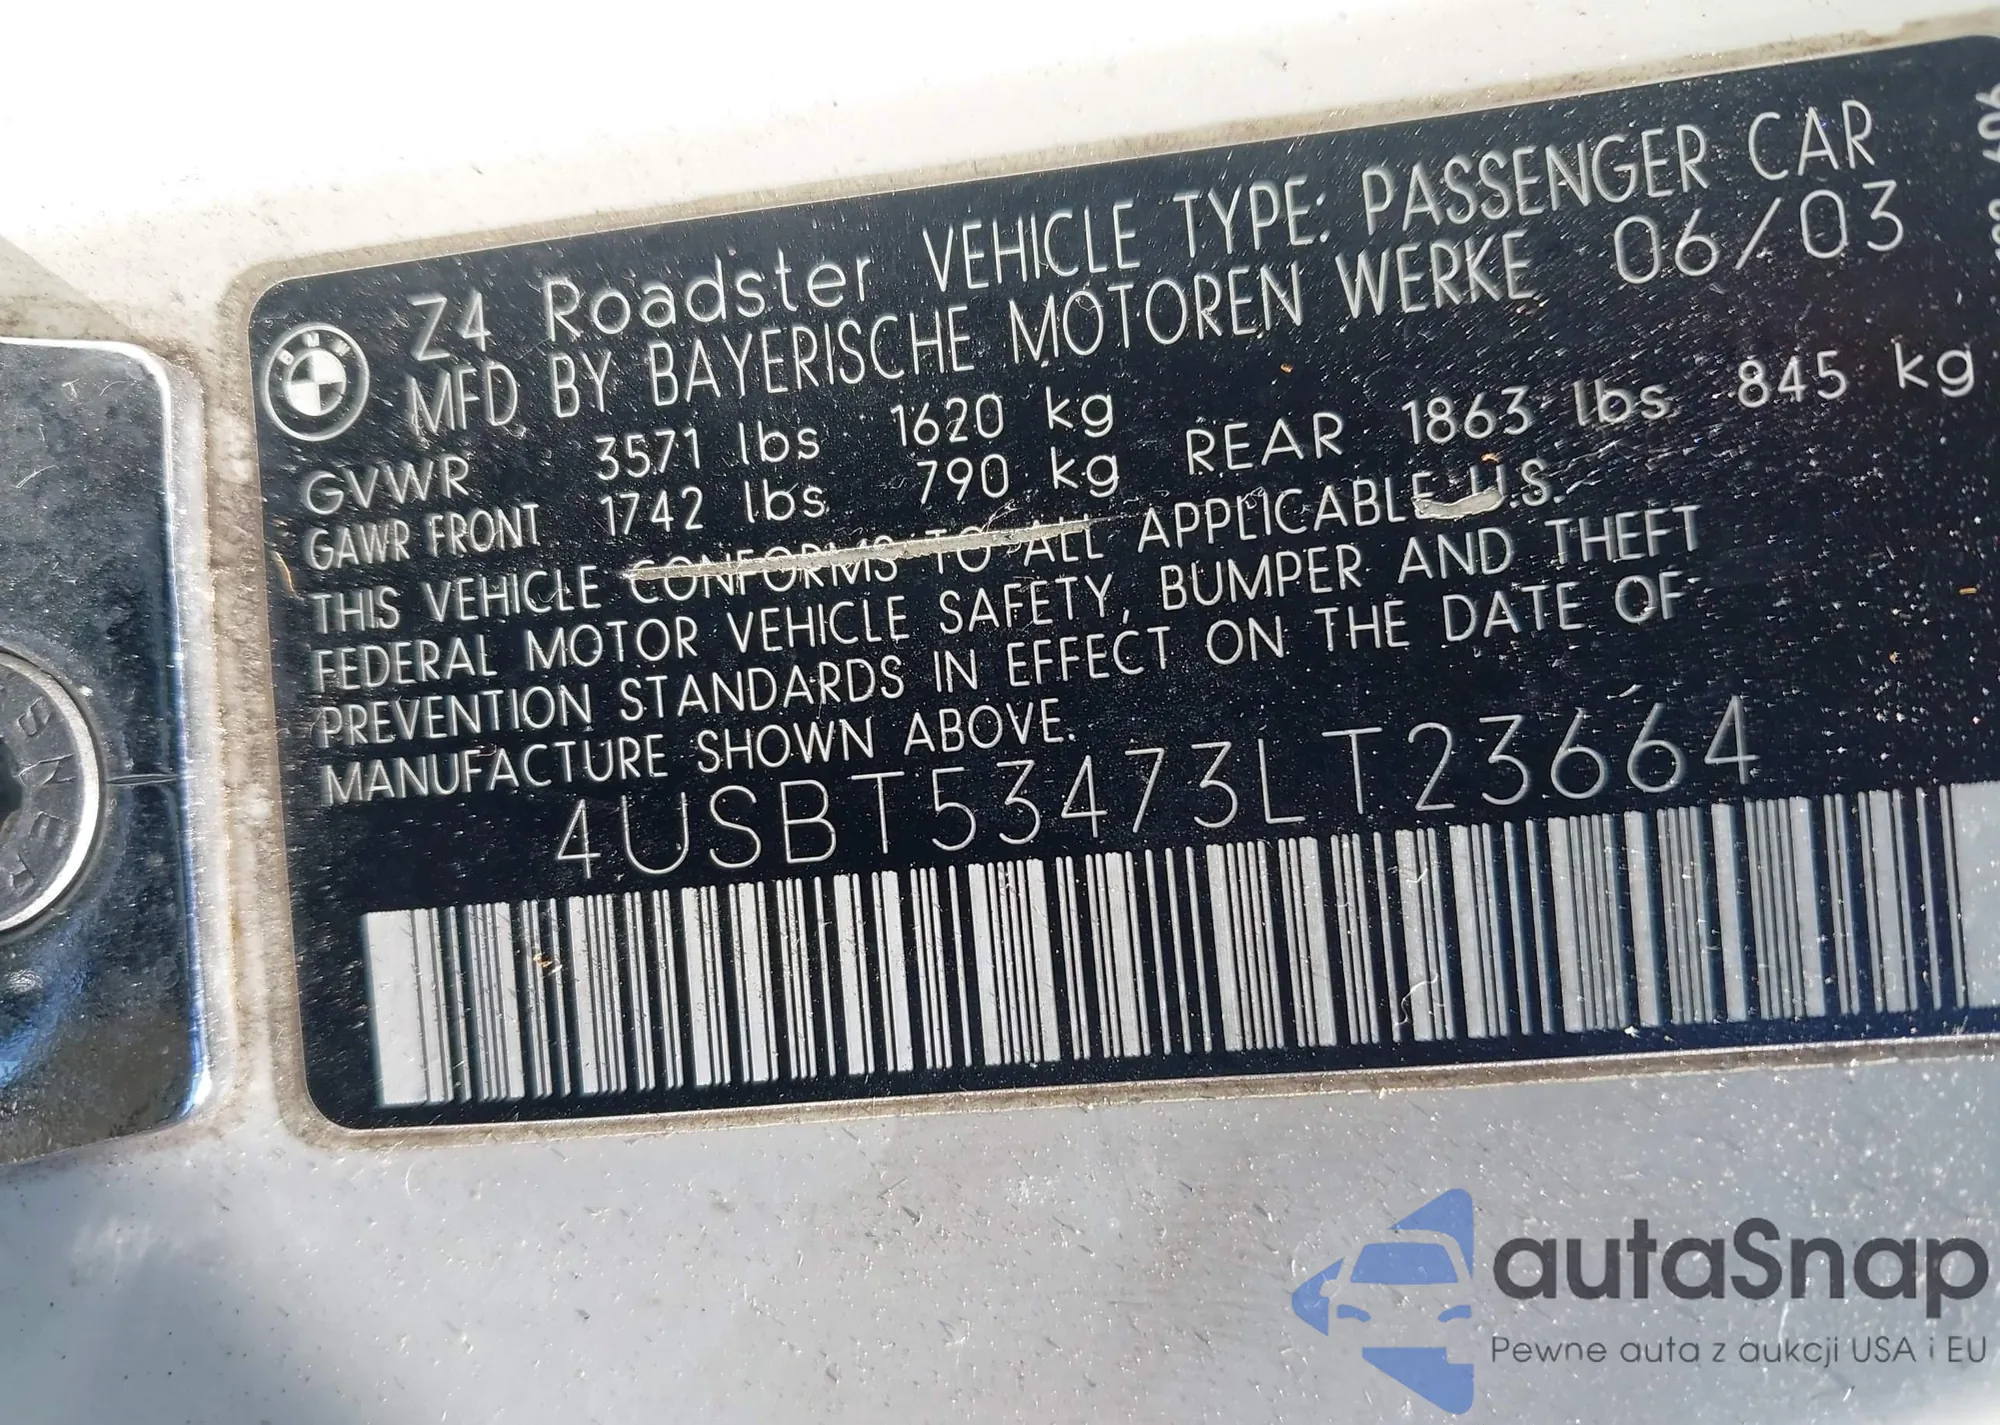 BMW
Z4 Roadster VEHICLE TYPE: PASSENGER CAR
MFD BY BAYERISCHE MOTOREN WERKE 06/03
GVWR 3571 lbs 1620 kg
GAWR FRONT 1742 lbs 790 kg REAR 1863 lbs 845 kg
THIS VEHICLE CONFORMS TO ALL APPLICABLE U.S.
FEDERAL MOTOR VEHICLE SAFETY, BUMPER AND THEFT
PREVENTION STANDARDS IN EFFECT ON THE DATE OF
MANUFACTURE SHOWN ABOVE.
4USBT53473LT23664
autaSnap
Pewne auta z aukcji USA i EU